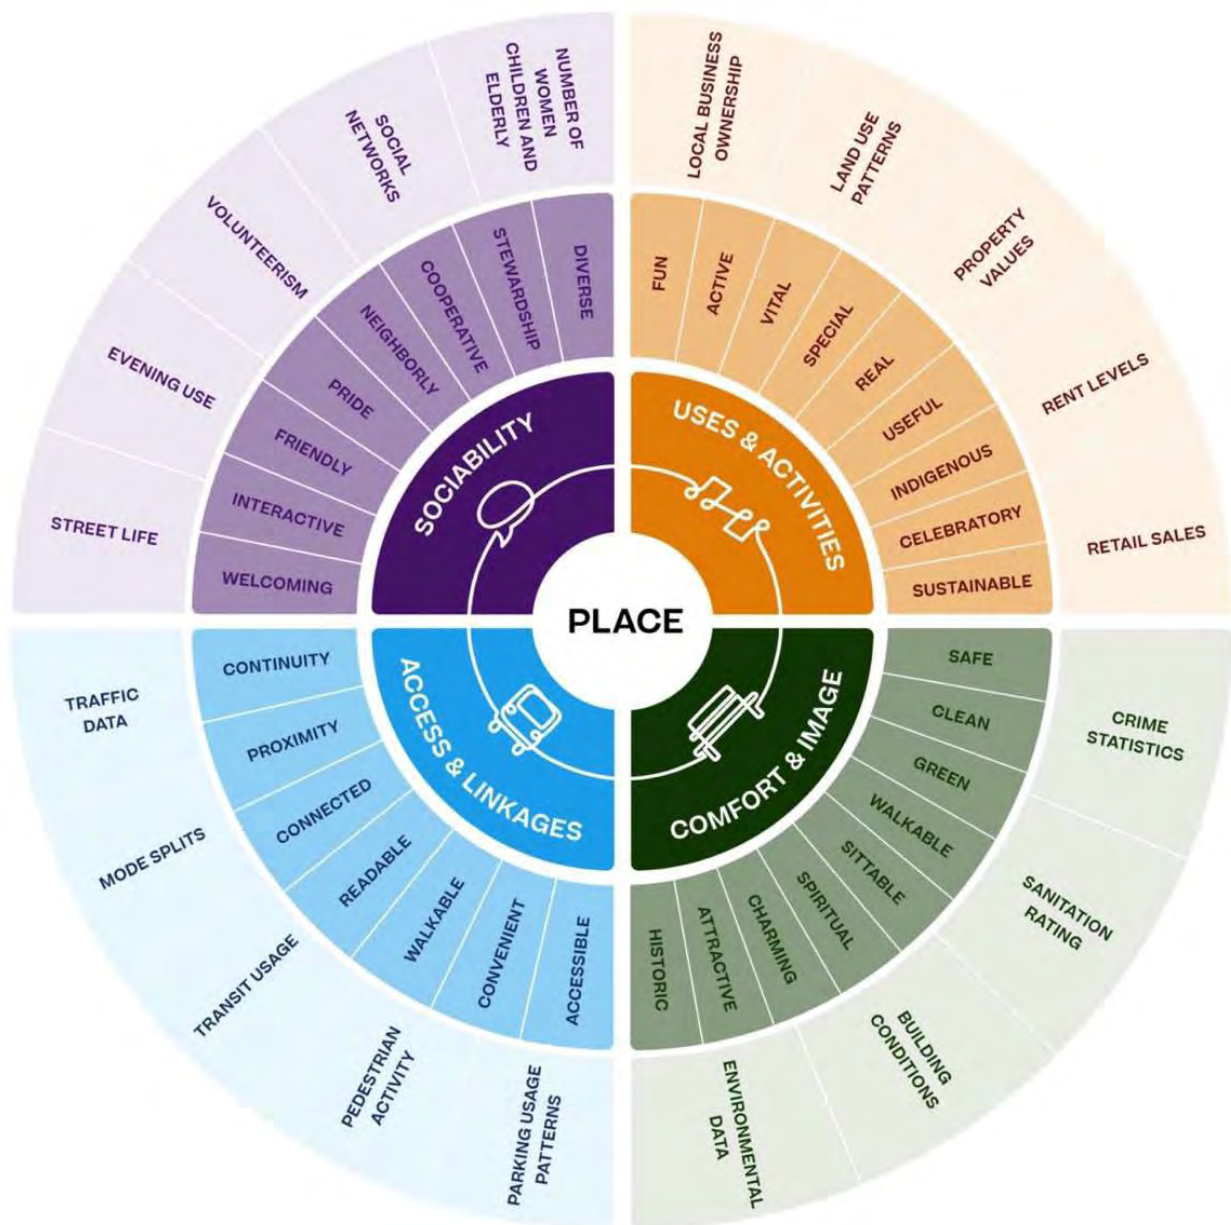 PLACE
SOCIABILITY
USES & ACTIVITIES
COMFORT & IMAGE
ACCESS & LINKAGES
WELCOMING
INTERACTIVE
FRIENDLY
PRIDE
NEIGHBORLY
COOPERATIVE
STEWARDSHIP
DIVERSE
FUN
ACTIVE
VITAL
SPECIAL
REAL
USEFUL
INDIGENOUS
CELEBRATORY
SUSTAINABLE
SAFE
CLEAN
GREEN
WALKABLE
SITTABLE
SPIRITUAL
CHARMING
ATTRACTIVE
HISTORIC
ACCESSIBLE
CONVENIENT
WALKABLE
READABLE
CONNECTED
PROXIMITY
CONTINUITY
STREET LIFE
EVENING USE
VOLUNTEERISM
SOCIAL
NETWORKS
NUMBER OF
WOMEN
CHILDREN AND
ELDERLY
LOCAL BUSINESS
OWNERSHIP
LAND USE
PATTERNS
PROPERTY
VALUES
RENT LEVELS
RETAIL SALES
CRIME
STATISTICS
SANITATION
RATING
BUILDING
CONDITIONS
ENVIRONMENTAL
DATA
PARKING USAGE
PATTERNS
PEDESTRIAN
ACTIVITY
TRANSIT USAGE
MODE SPLITS
TRAFFIC
DATA